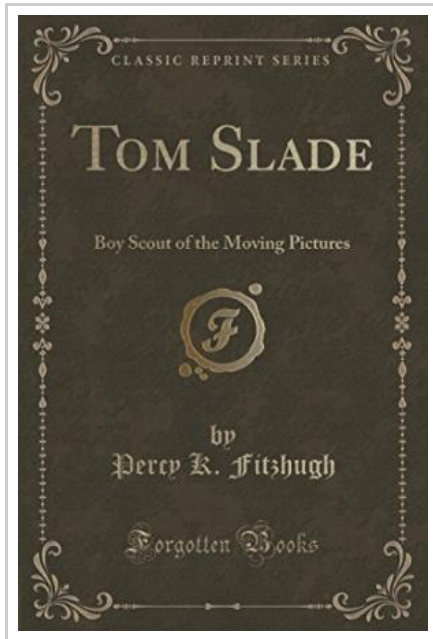 CLASSIC REPRINT SERIES
TOM SLADE
Boy Scout of the Moving Pictures
F
by
Percy K. Fitzhugh
Forgotten Books